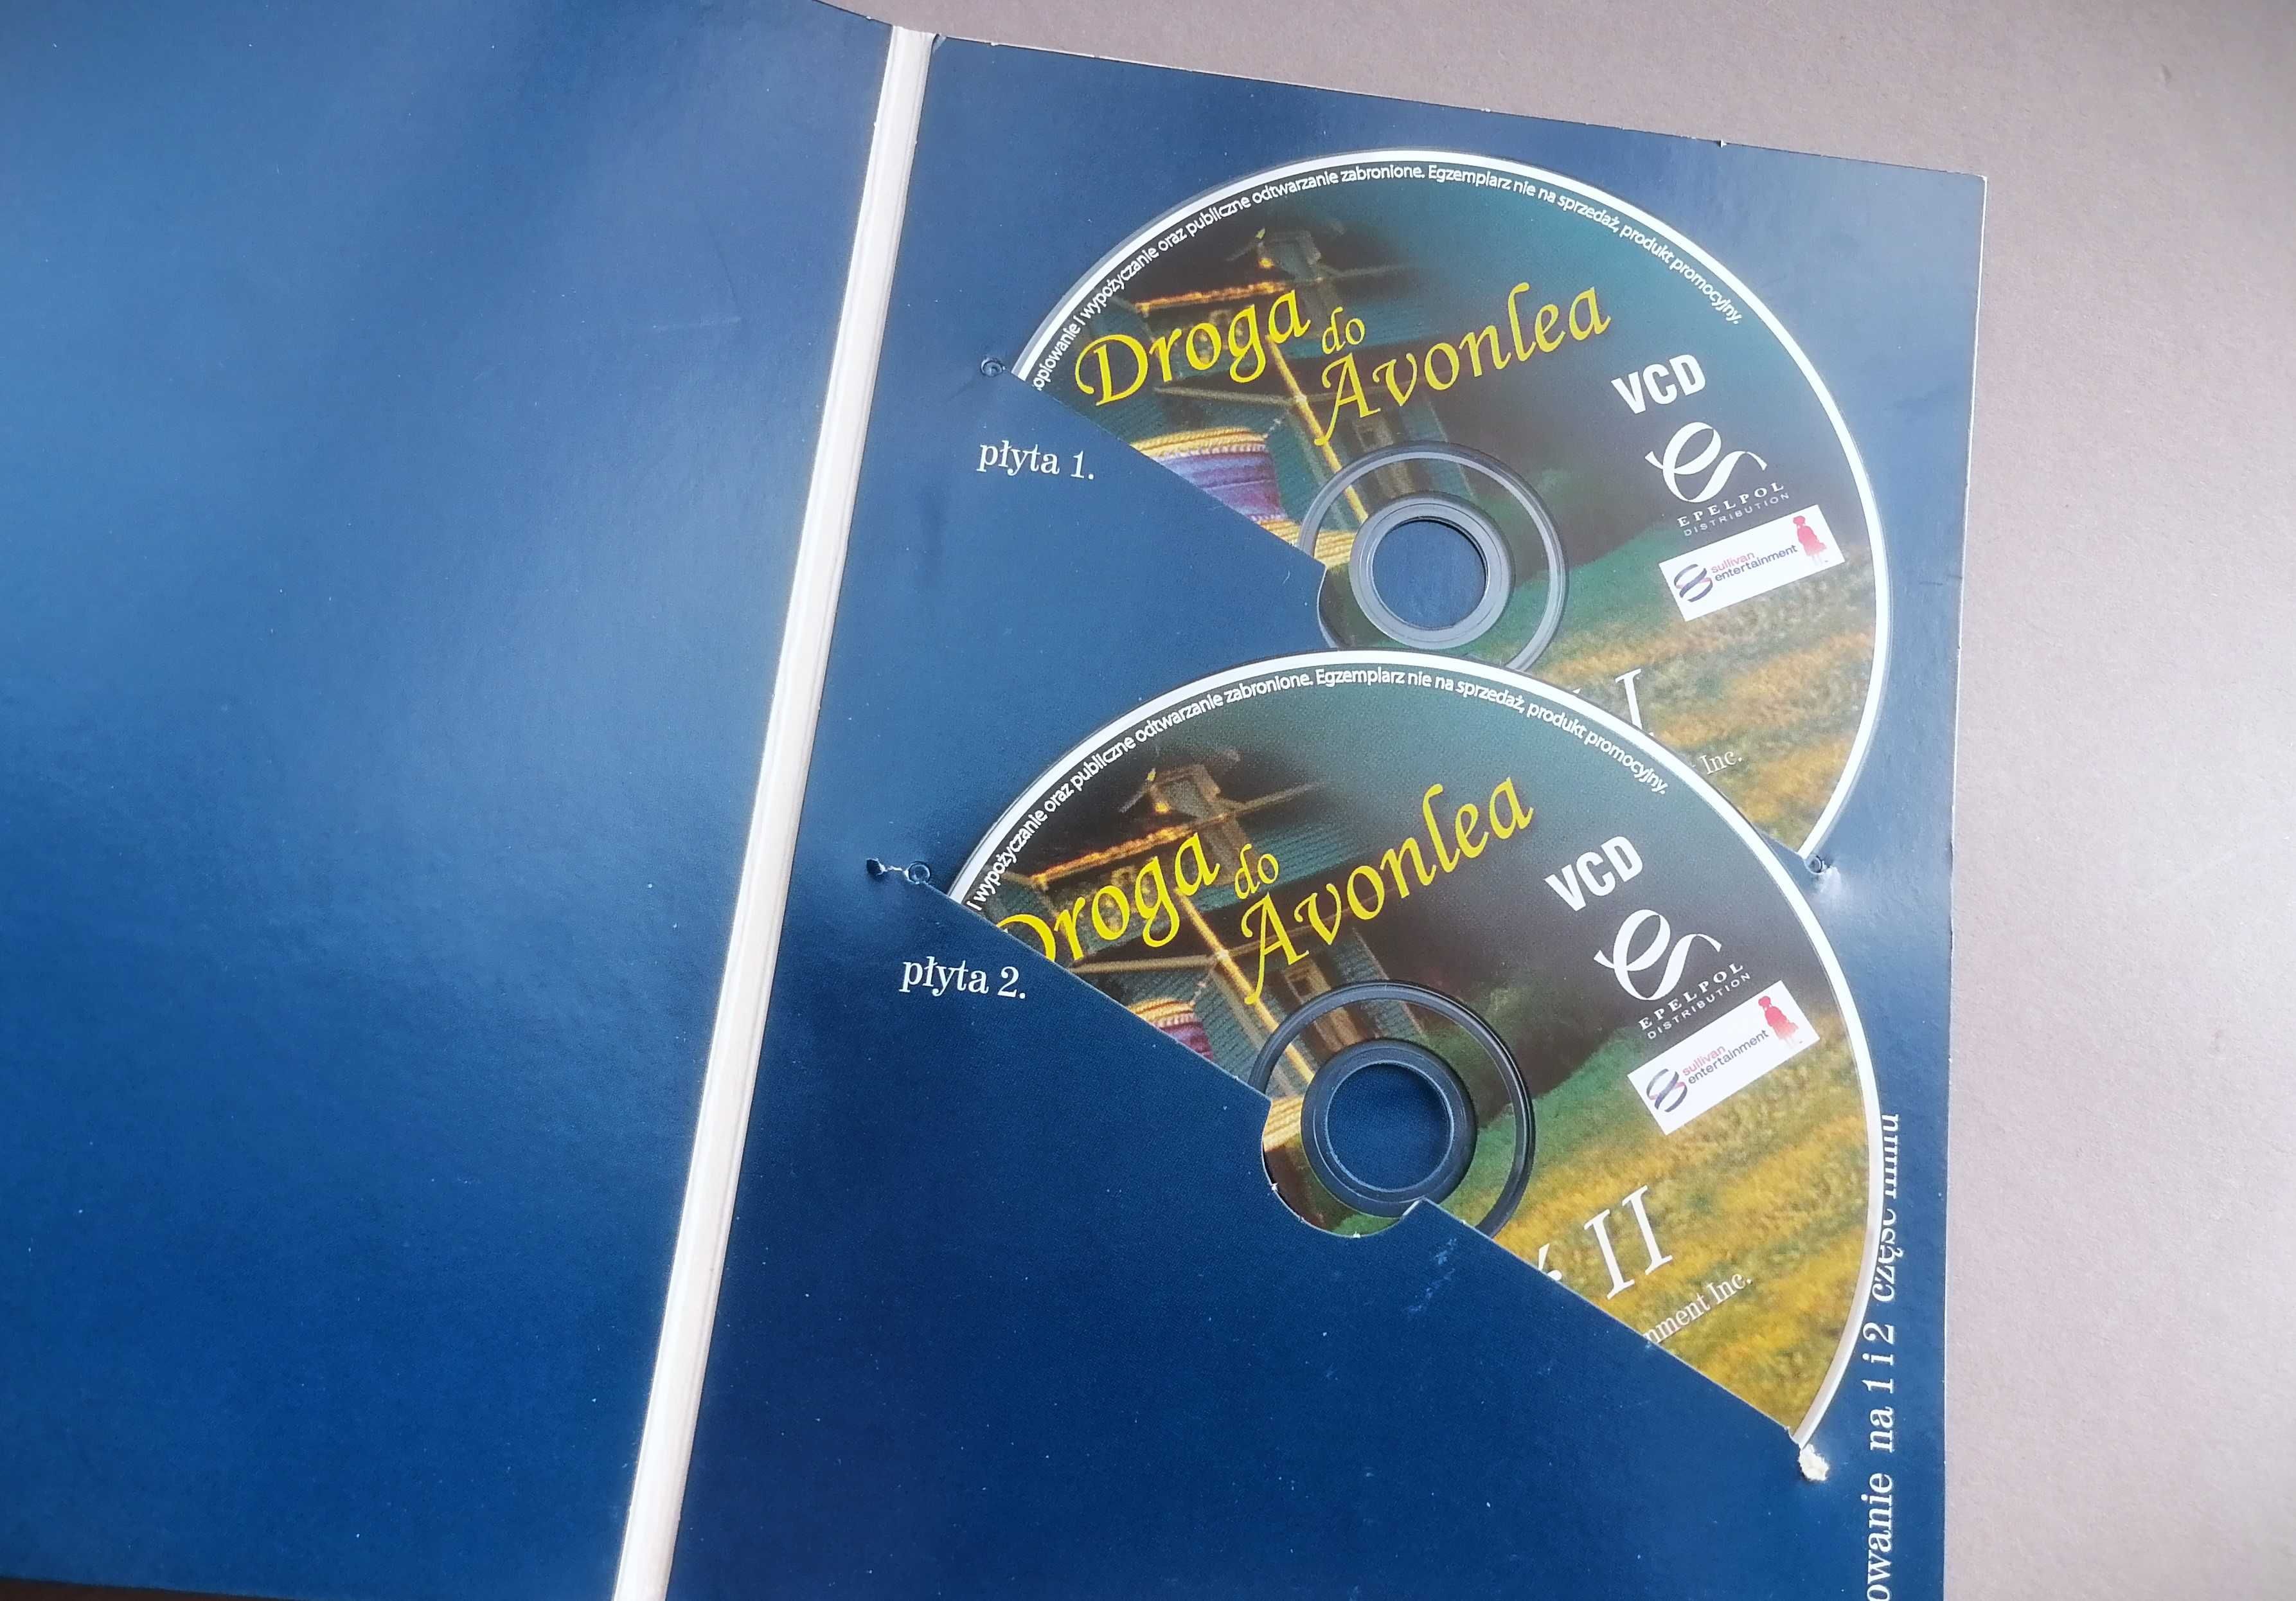 opiowanie i wypożyczanie oraz publiczne odtwarzanie zabronione. Egzemplarz nie na sprzedaż, produkt promocyjny.
Droga do Avonlea
VCD
EPELPOL
DISTRIBUTION
sullivan
entertainment
płyta 1.
I
Inc.
i wypożyczanie oraz publiczne odtwarzanie zabronione. Egzemplarz nie na sprzedaż, produkt promocyjny.
Droga do Avonlea
VCD
EPELPOL
DISTRIBUTION
sullivan
entertainment
płyta 2.
II
nment Inc.
owanie na 1 i 2 część